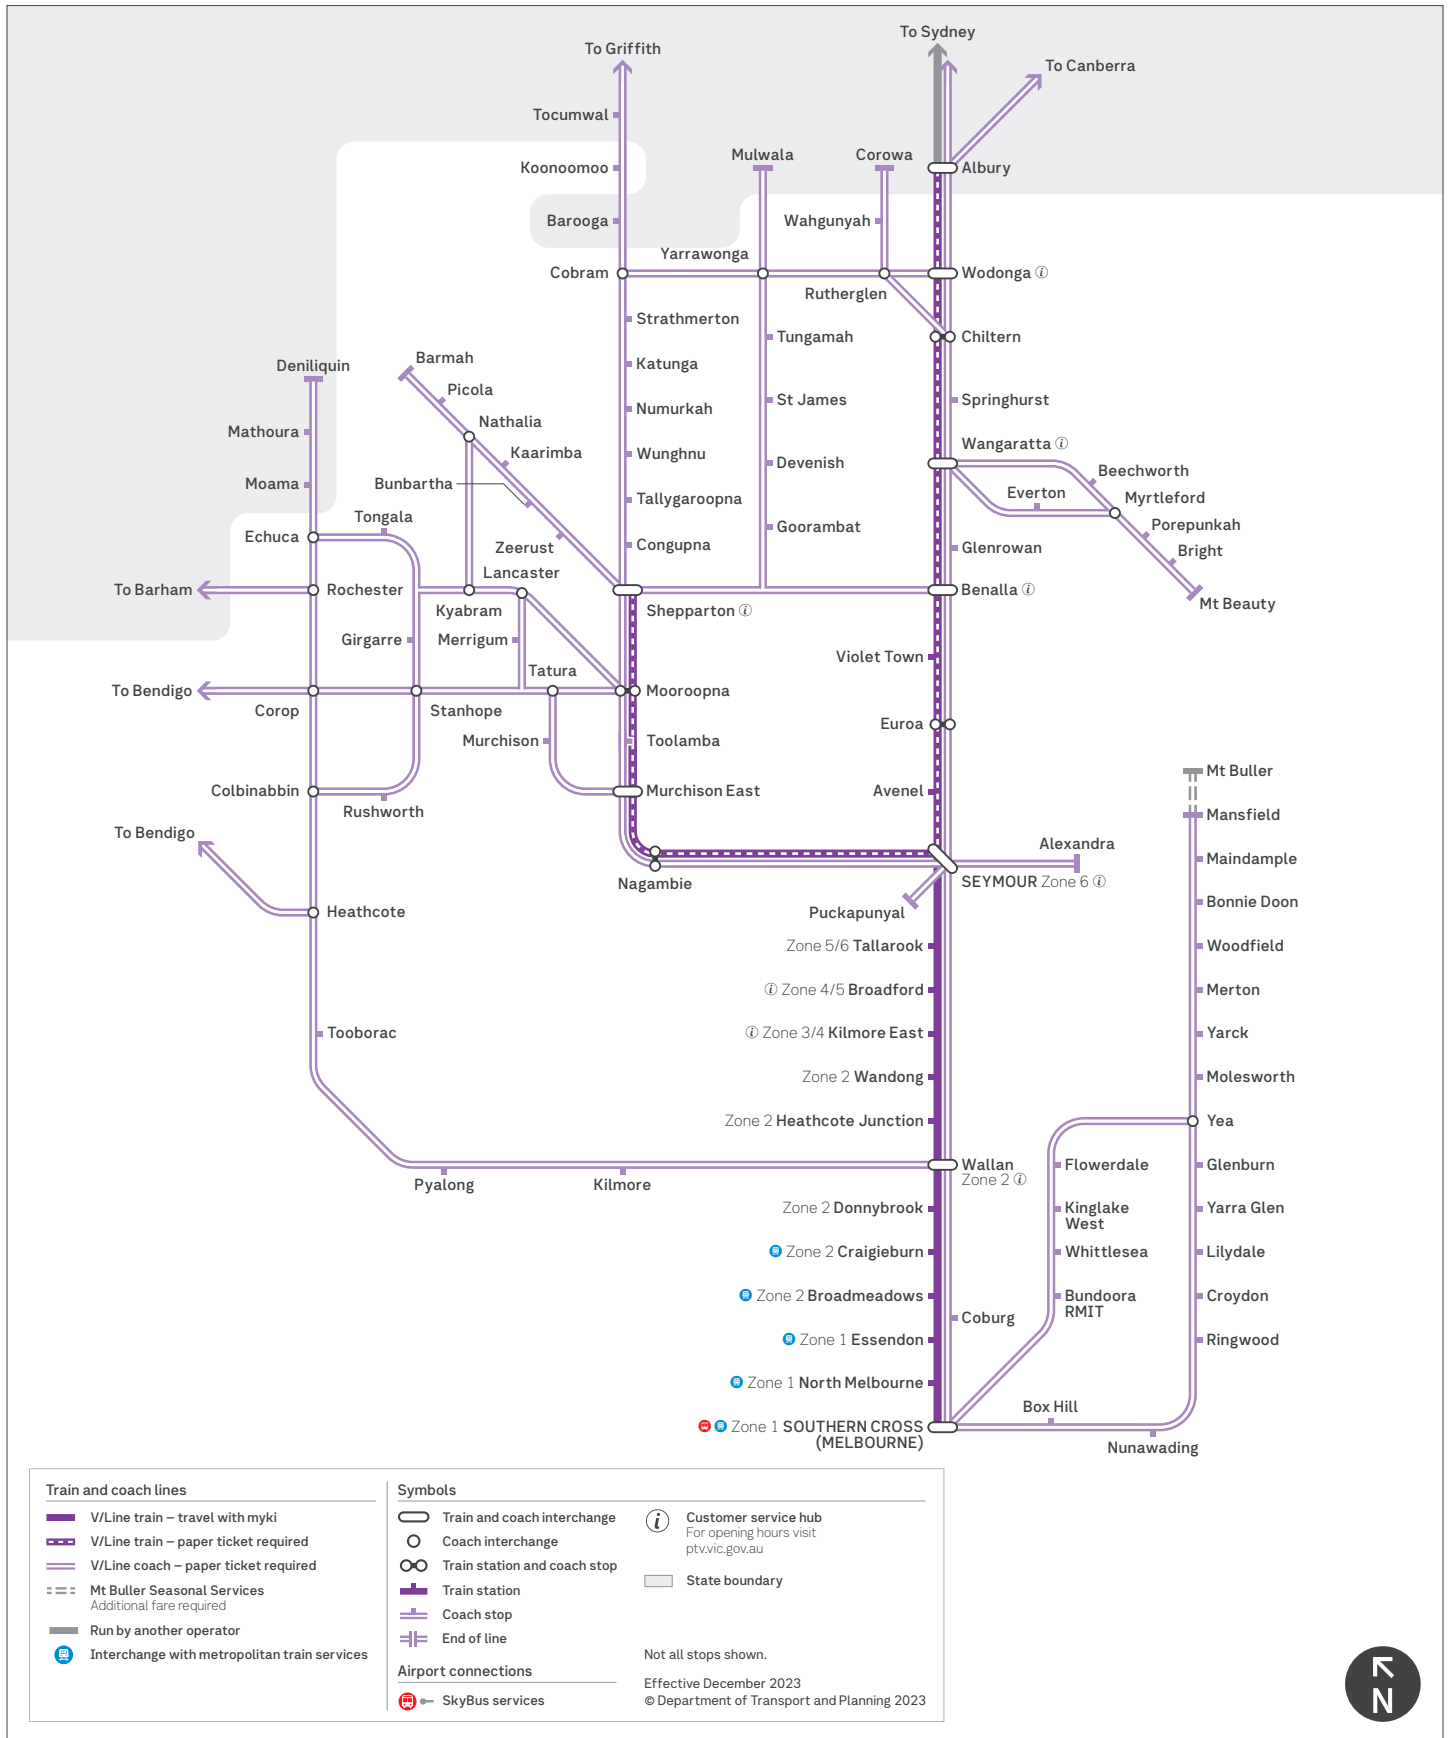 To Sydney
To Griffith
To Canberra
Tocumwal
Mulwala
Corowa
Koonoomoo
Albury
Barooga
Wahgunyah
Yarrawonga
Cobram
Wodonga
Rutherglen
Strathmerton
Tungamah
Chiltern
Barmah
Deniliquin
Katunga
Picola
St James
Springhurst
Numurkah
Nathalia
Mathoura
Wangaratta
Kaarimba
Wunghnu
Devenish
Beechworth
Bunbartha
Moama
Everton
Myrtleford
Tallygaroopna
Tongala
Porepunkah
Goorambat
Echuca
Congupna
Zeerust
Glenrowan
Bright
Lancaster
To Barham
Rochester
Benalla
Kyabram
Shepparton
Mt Beauty
Girgarre
Merrigum
Violet Town
Tatura
To Bendigo
Mooroopna
Corop
Stanhope
Euroa
Murchison
Toolamba
Mt Buller
Colbinabbin
Murchison East
Avenel
Rushworth
Mansfield
To Bendigo
Alexandra
Maindample
Nagambie
SEYMOUR Zone 6
Bonnie Doon
Heathcote
Puckapunyal
Zone 5/6 Tallarook
Woodfield
Zone 4/5 Broadford
Merton
Tooborac
Zone 3/4 Kilmore East
Yarck
Zone 2 Wandong
Molesworth
Zone 2 Heathcote Junction
Yea
Wallan
Zone 2
Flowerdale
Glenburn
Pyalong
Kilmore
Zone 2 Donnybrook
Kinglake
West
Yarra Glen
Zone 2 Craigieburn
Whittlesea
Lilydale
Zone 2 Broadmeadows
Bundoora
RMIT
Croydon
Coburg
Zone 1 Essendon
Ringwood
Zone 1 North Melbourne
Box Hill
Zone 1 SOUTHERN CROSS
(MELBOURNE)
Nunawading
Train and coach lines
V/Line train – travel with myki
V/Line train – paper ticket required
V/Line coach – paper ticket required
Mt Buller Seasonal Services
Additional fare required
Run by another operator
Interchange with metropolitan train services
Symbols
Train and coach interchange
Coach interchange
Train station and coach stop
Train station
Coach stop
End of line
Airport connections
SkyBus services
Customer service hub
For opening hours visit
ptv.vic.gov.au
State boundary
Not all stops shown.
Effective December 2023
© Department of Transport and Planning 2023
N